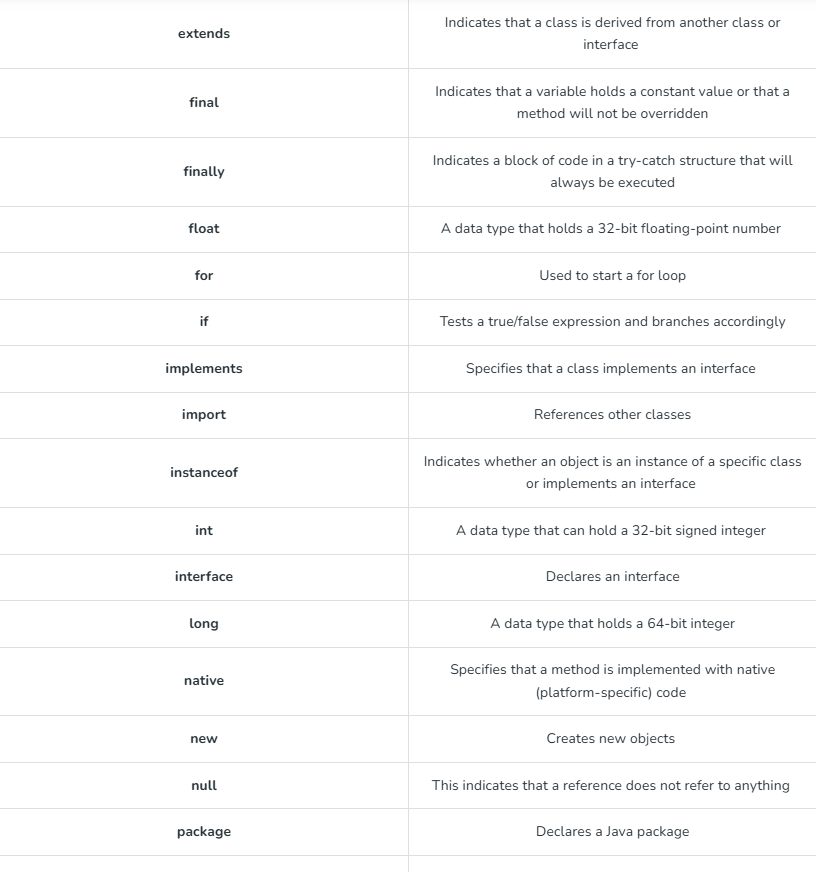 extends
Indicates that a class is derived from another class or
interface
final
Indicates that a variable holds a constant value or that a
method will not be overridden
finally
Indicates a block of code in a try-catch structure that will
always be executed
float
A data type that holds a 32-bit floating-point number
for
Used to start a for loop
if
Tests a true/false expression and branches accordingly
implements
Specifies that a class implements an interface
import
References other classes
instanceof
Indicates whether an object is an instance of a specific class
or implements an interface
int
A data type that can hold a 32-bit signed integer
interface
Declares an interface
long
A data type that holds a 64-bit integer
native
Specifies that a method is implemented with native
(platform-specific) code
new
Creates new objects
null
This indicates that a reference does not refer to anything
package
Declares a Java package